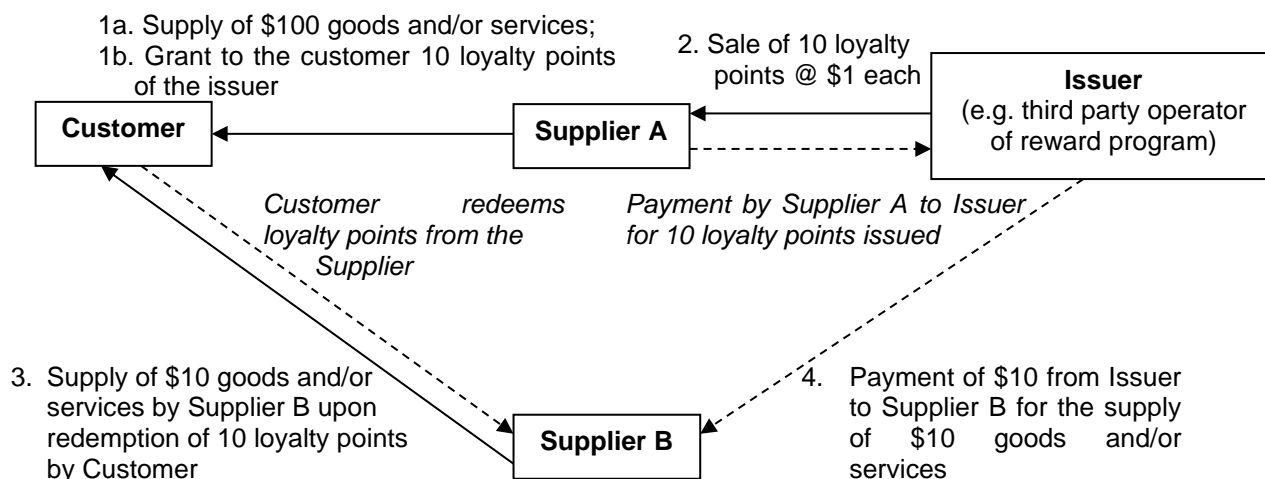 1a. Supply of $100 goods and/or services;
1b. Grant to the customer 10 loyalty points
of the issuer
2. Sale of 10 loyalty
points @ $1 each
Issuer
(e.g. third party operator
of reward program)
Customer
Supplier A
Customer redeems
loyalty points from the
Supplier
Payment by Supplier A to Issuer
for 10 loyalty points issued
3. Supply of $10 goods and/or
services by Supplier B upon
redemption of 10 loyalty points
by Customer
Supplier B
4. Payment of $10 from Issuer
to Supplier B for the supply
of $10 goods and/or
services